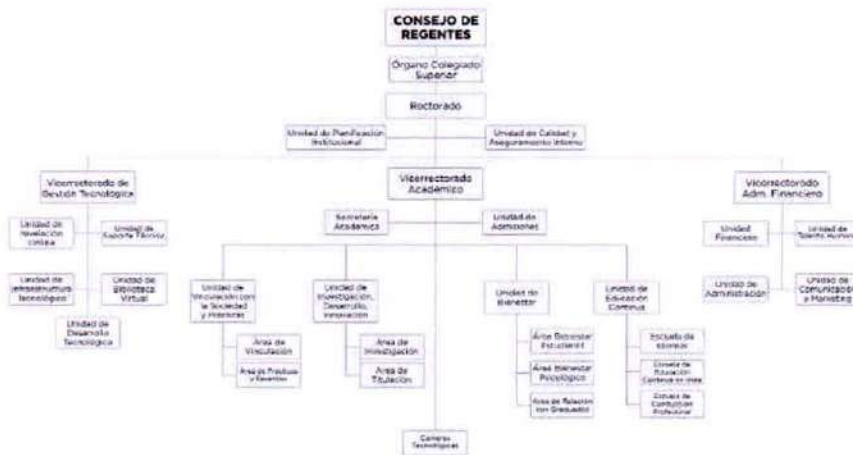 CONSEJO DE
REGENTES
Órgano Colegiado
Superior
Rectorado
Unidad de Planificación
Institucional
Unidad de Calidad y
Aseguramiento Interno
Vicerrectorado de
Gestión Tecnológica
Vicerrectorado
Académico
Vicerrectorado
Adm. Financiero
Unidad de
Nivelación
Unidad de
Soporte Técnico
Secretaría
Académica
Unidad de
Admisiones
Unidad
Financiero
Unidad de
Talento Humano
Unidad de
Infraestructura
Tecnológico
Unidad de
Biblioteca
Virtual
Unidad de
Desarrollo
Tecnológico
Unidad de
Vinculación con
la Sociedad
y Prácticas
Unidad de
Investigación,
Desarrollo,
Innovación
Unidad de
Bienestar
Unidad de
Educación
Continua
Unidad de
Administración
Unidad de
Comunicación
y Marketing
Área de
Vinculación
Área de Prácticas
y
Área de
Investigación
Área de
Titulación
Área Bienestar
Estudiantil
Área Bienestar
Psicológico
Área de Relación
con Graduados
Escuela de
Idiomas
Escuela de
Educación
Continua
Escuela de
Conducción
Profesional
Carreras
Tecnológicas